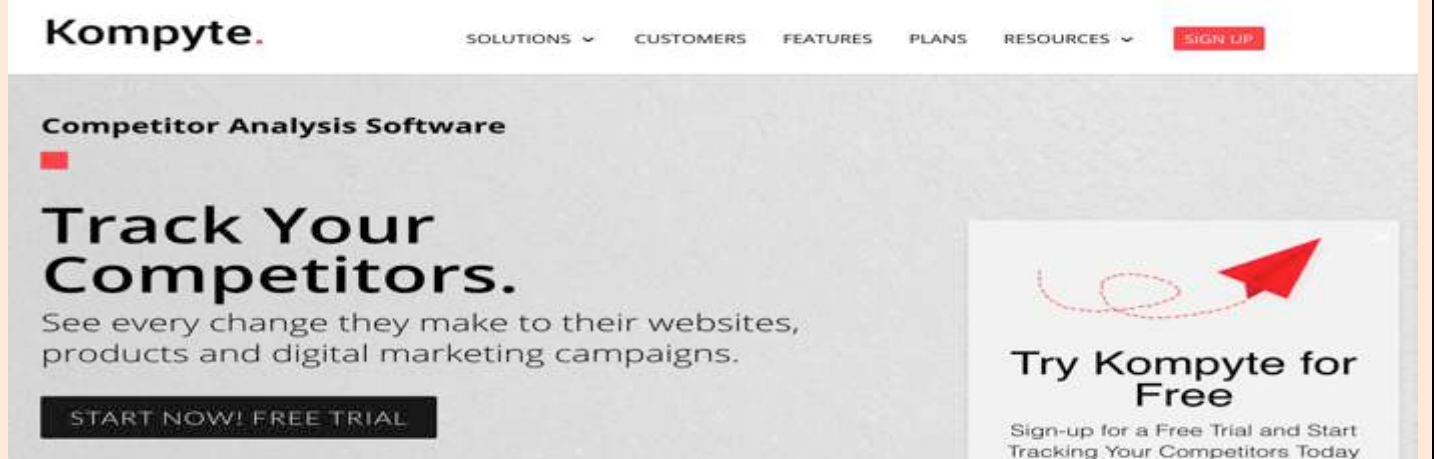 Kompyte.
SOLUTIONS
CUSTOMERS
FEATURES
PLANS
RESOURCES
SIGN UP
Competitor Analysis Software
Track Your
Competitors.
See every change they make to their websites,
products and digital marketing campaigns.
START NOW! FREE TRIAL
Try Kompyte for
Free
Sign-up for a Free Trial and Start
Tracking Your Competitors Today